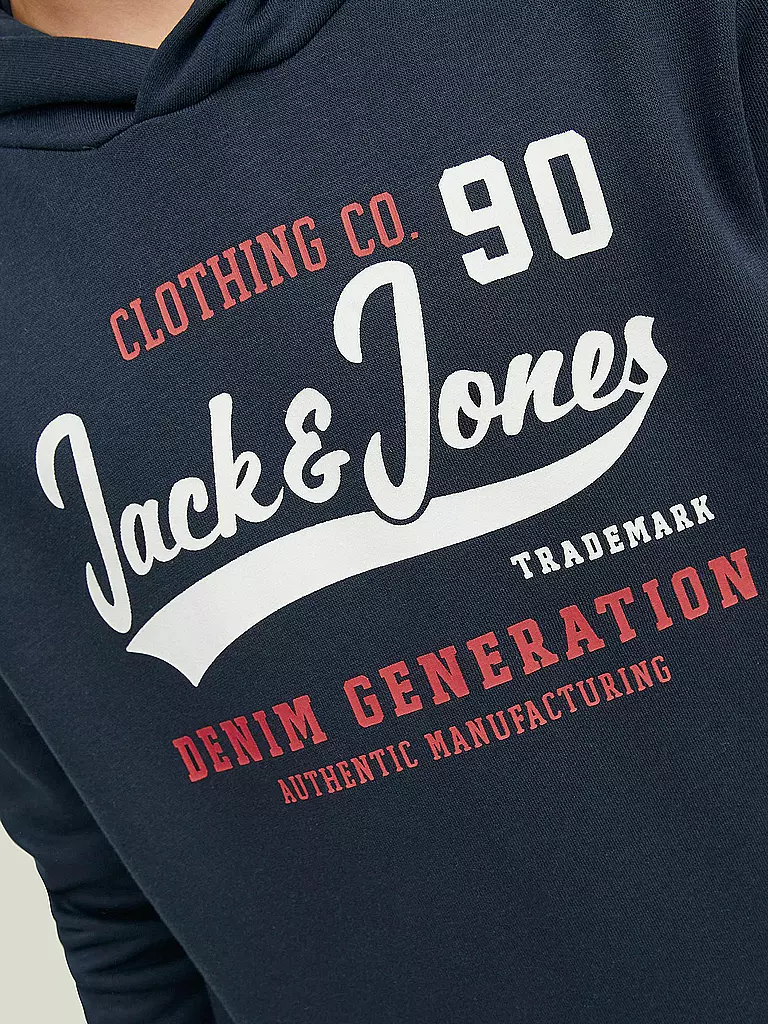 CLOTHING CO. 90
Jack & Jones
TRADEMARK
DENIM GENERATION
AUTHENTIC MANUFACTURING